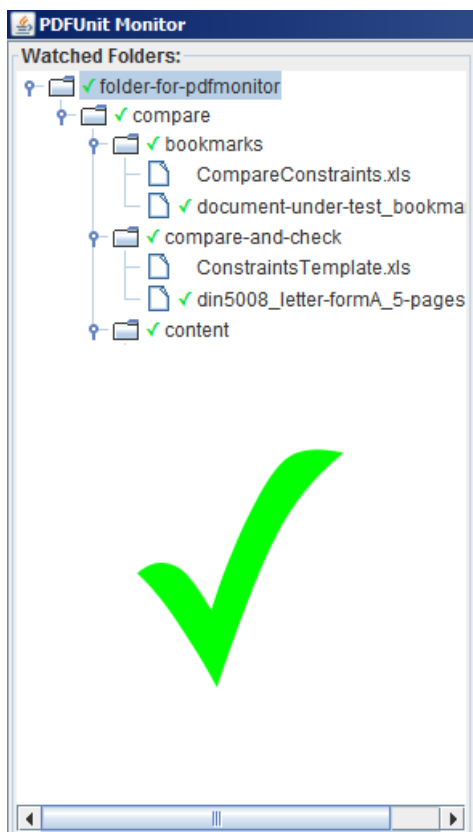 PDFUnit Monitor
Watched Folders:
folder-for-pdfmonitor
compare
bookmarks
CompareConstraints.xls
document-under-test_bookma
compare-and-check
ConstraintsTemplate.xls
din5008_letter-formA_5-pages
content